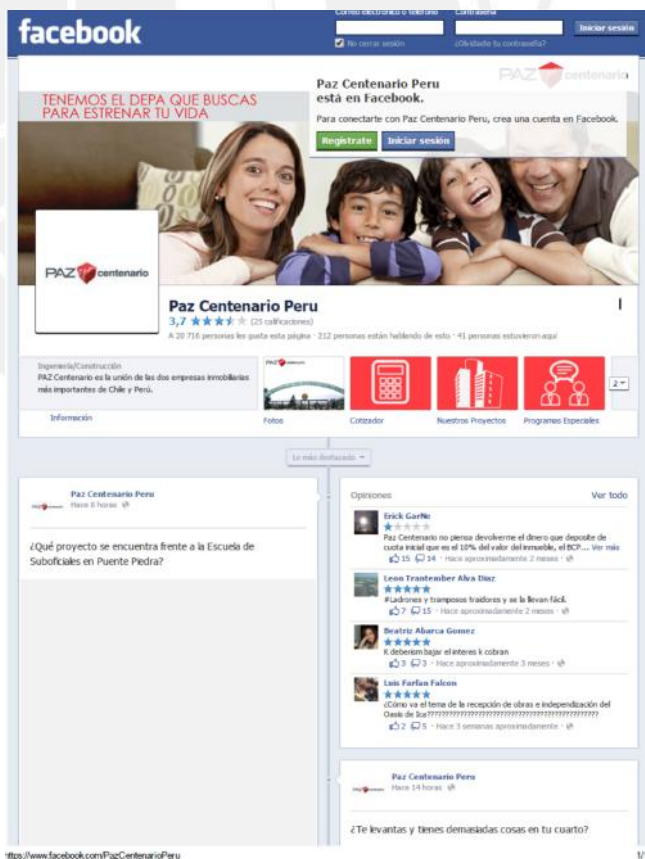 facebook
Correo electrónico o teléfono
Contraseña
Iniciar sesión
No cerrar sesión
¿Olvidaste tu contraseña?
PAZ centenario
TENEMOS EL DEPA QUE BUSCAS
PARA ESTRENAR TU VIDA
Paz Centenario Peru
está en Facebook.
Para conectarte con Paz Centenario Peru, crea una cuenta en Facebook.
Regístrate
Iniciar sesión
PAZ centenario
Paz Centenario Peru
3,7 (25 calificaciones)
A 20 716 personas les gusta esta página · 212 personas están hablando de esto · 41 personas estuvieron aquí
Ingeniería/Construcción
PAZ Centenario es la unión de las dos empresas inmobiliarias
más importantes de Chile y Perú.
Información
Fotos
Cotizador
Nuestros Proyectos
Programas Especiales
2
Lo más destacado
Paz Centenario Peru
Hace 8 horas
¿Qué proyecto se encuentra frente a la Escuela de
Suboficiales en Puente Piedra?
Opiniones
Ver todo
Erick GarNe
Paz Centenario no piensa devolverme el dinero que deposite de
cuota inicial que es el 10% del valor del inmueble, el BCP... Ver más
15 14 · Hace aproximadamente 2 meses
Leon Trantember Alva Diaz
#Ladrones y tramposos traidores y se la llevan fácil.
7 15 · Hace aproximadamente 2 meses
Beatriz Abarca Gomez
K deberism bajar el interes k cobran
3 3 · Hace aproximadamente 3 meses
Luis Farfan Falcon
¿Cómo va el tema de la recepción de obras e independización del
Oasis de Ica????????????????????????????????????????????????
2 5 · Hace 3 semanas aproximadamente
Paz Centenario Peru
Hace 14 horas
¿Te levantas y tienes demasiadas cosas en tu cuarto?
https://www.facebook.com/PazCentenarioPeru
1/